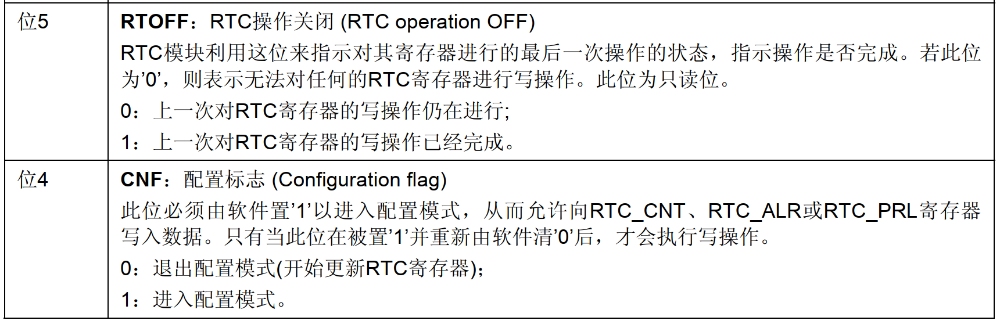 位5
RTOFF：RTC操作关闭 (RTC operation OFF)
RTC模块利用这位来指示对其寄存器进行的最后一次操作的状态，指示操作是否完成。若此位
为’0’，则表示无法对任何的RTC寄存器进行写操作。此位为只读位。
0：上一次对RTC寄存器的写操作仍在进行;
1：上一次对RTC寄存器的写操作已经完成。
位4
CNF：配置标志 (Configuration flag)
此位必须由软件置’1’以进入配置模式，从而允许向RTC_CNT、RTC_ALR或RTC_PRL寄存器
写入数据。只有当此位在被置’1’并重新由软件清’0’后，才会执行写操作。
0：退出配置模式(开始更新RTC寄存器)；
1：进入配置模式。